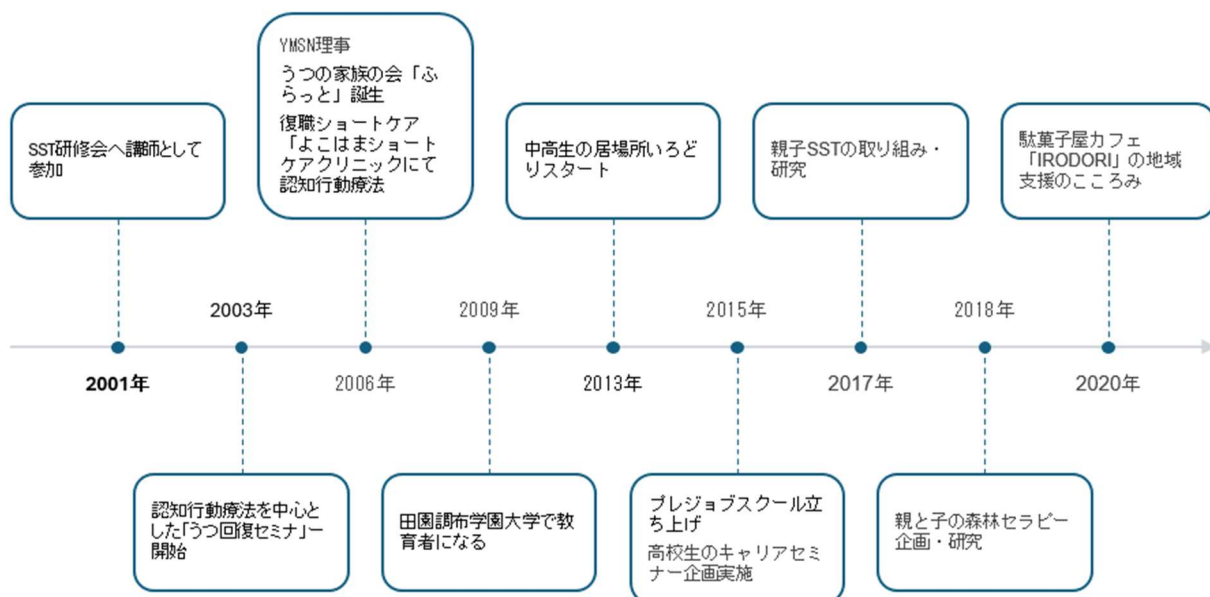 YMSN理事
うつの家族の会「ふ
らっと」誕生
復職ショートケア
「よこはまショート
ケアクリニックにて
認知行動療法
SST研修会へ講師として
参加
中高生の居場所いろど
りスタート
親子SSTの取り組み・
研究
駄菓子屋カフェ
「IRODORI」の地域
支援のこころみ
2003年
2009年
2015年
2018年
2001年
2006年
2013年
2017年
2020年
認知行動療法を中心と
した「うつ回復セミナ」ー
開始
田園調布学園大学で教
育者になる
プレジョブスクール立
ち上げ
高校生のキャリアセミ
ナー企画実施
親と子の森林セラピー
企画・研究